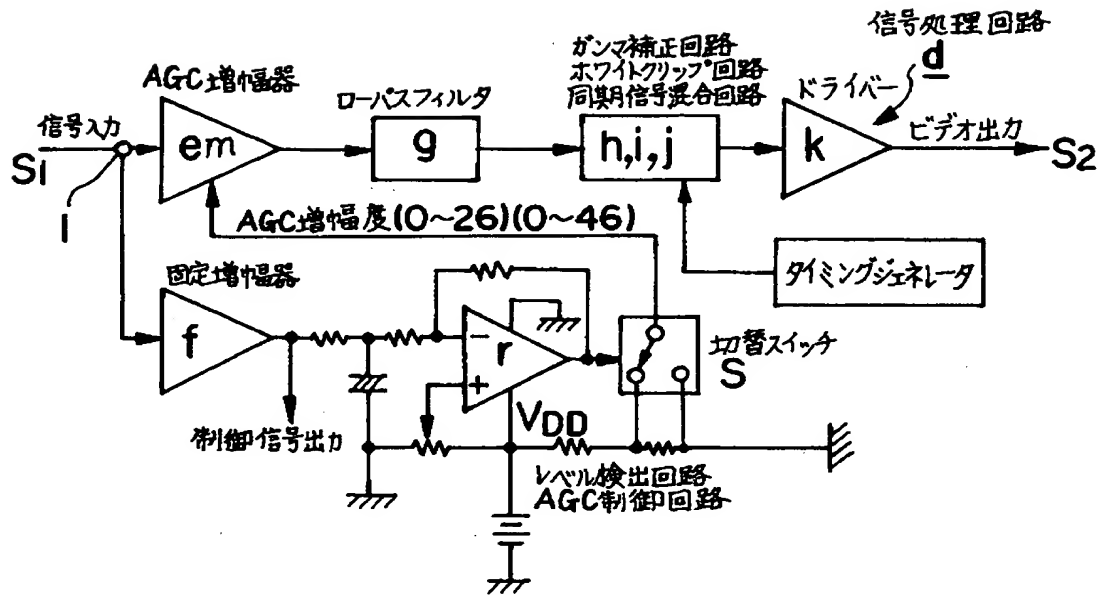 信号処理回路
d
ガンマ補正回路
ホワイトクリップ回路
同期信号混合回路
AGC増幅器
ローパスフィルタ
ドライバー
信号入力
S1
em
g
h,i,j
k
ビデオ出力
S2
1
AGC増幅度(0~26)(0~46)
タイミングジェネレータ
固定増幅器
f
-
r
+
切替スイッチ
S
制御信号出力
VDD
レベル検出回路
AGC制御回路